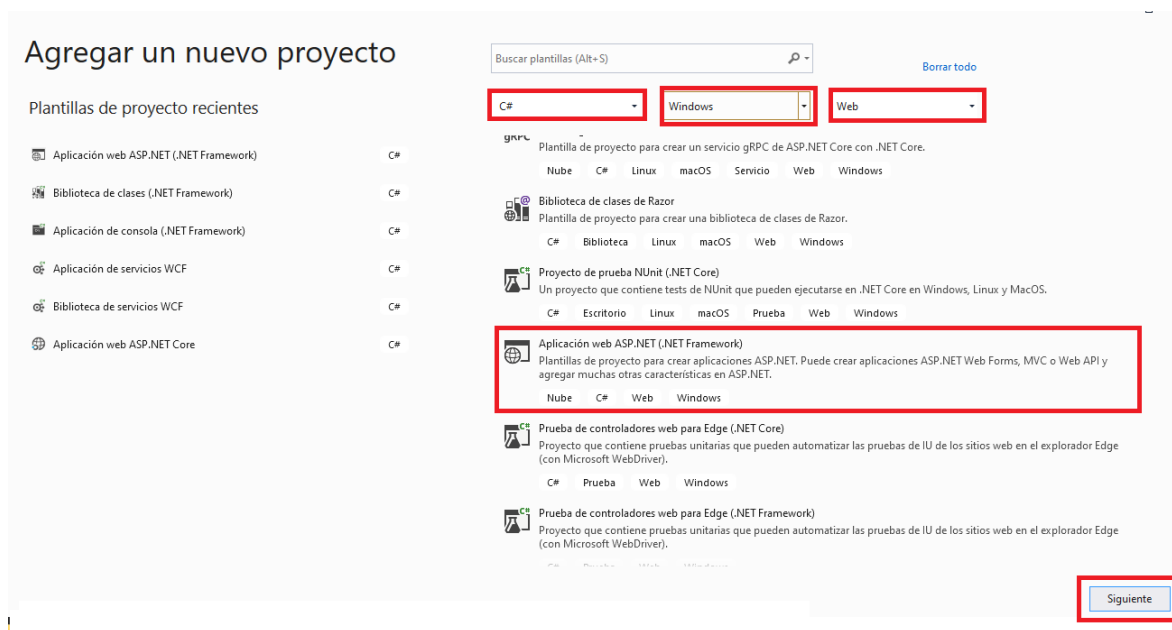 Agregar un nuevo proyecto
Buscar plantillas (Alt+S)
Borrar todo
Plantillas de proyecto recientes
C#
Windows
Web
Aplicación web ASP.NET (.NET Framework) C#
Biblioteca de clases (.NET Framework) C#
Aplicación de consola (.NET Framework) C#
Aplicación de servicios WCF C#
Biblioteca de servicios WCF C#
Aplicación web ASP.NET Core C#
gRPC
Plantilla de proyecto para crear un servicio gRPC de ASP.NET Core con .NET Core.
Nube C# Linux macOS Servicio Web Windows
Biblioteca de clases de Razor
Plantilla de proyecto para crear una biblioteca de clases de Razor.
C# Biblioteca Linux macOS Web Windows
Proyecto de prueba NUnit (.NET Core)
Un proyecto que contiene tests de NUnit que pueden ejecutarse en .NET Core en Windows, Linux y MacOS.
C# Escritorio Linux macOS Prueba Web Windows
Aplicación web ASP.NET (.NET Framework)
Plantillas de proyecto para crear aplicaciones ASP.NET. Puede crear aplicaciones ASP.NET Web Forms, MVC o Web API y
agregar muchas otras características en ASP.NET.
Nube C# Web Windows
Prueba de controladores web para Edge (.NET Core)
Proyecto que contiene pruebas unitarias que pueden automatizar las pruebas de IU de los sitios web en el explorador Edge
(con Microsoft WebDriver).
C# Prueba Web Windows
Prueba de controladores web para Edge (.NET Framework)
Proyecto que contiene pruebas unitarias que pueden automatizar las pruebas de IU de los sitios web en el explorador Edge
(con Microsoft WebDriver).
C# Prueba Web Windows
Siguiente